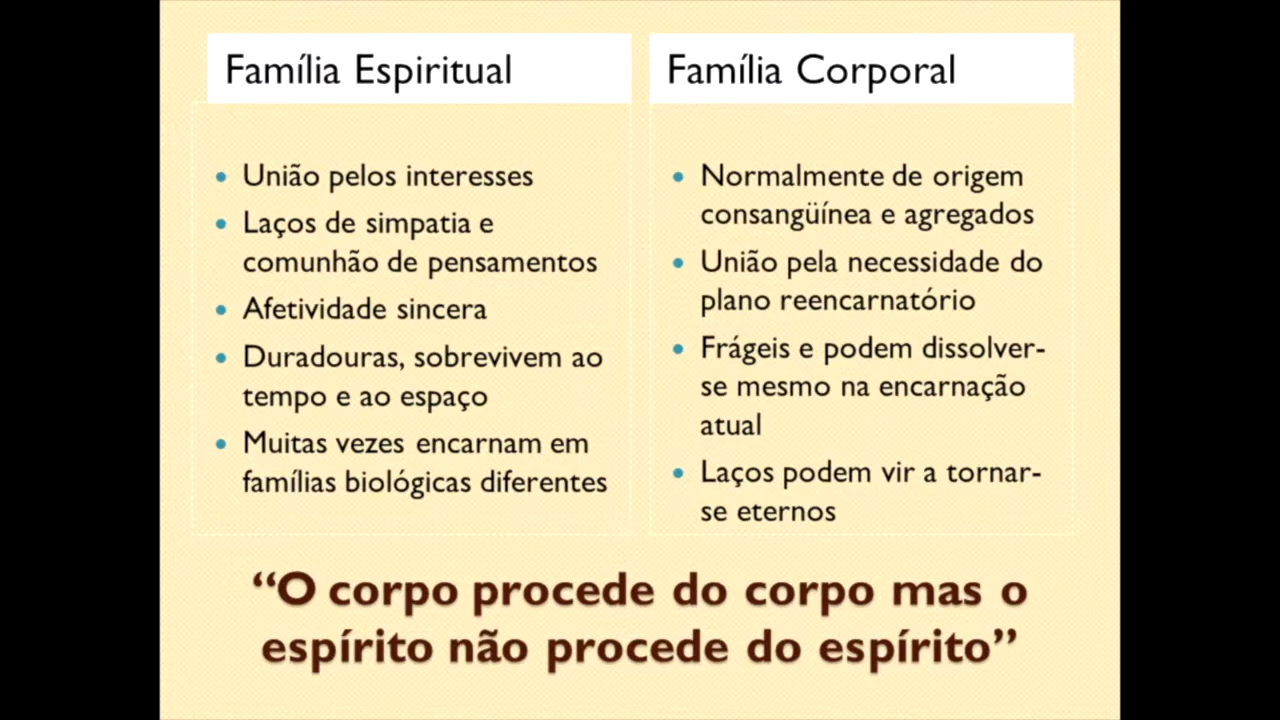 Família Espiritual
União pelos interesses
Laços de simpatia e
comunhão de pensamentos
Afetividade sincera
Duradouras, sobrevivem ao
tempo e ao espaço
Muitas vezes encarnam em
famílias biológicas diferentes
Família Corporal
Normalmente de origem
consangüínea e agregados
União pela necessidade do
plano reencarnatório
Frágeis e podem dissolver-
se mesmo na encarnação
atual
Laços podem vir a tornar-
se eternos
“O corpo procede do corpo mas o
espírito não procede do espírito”